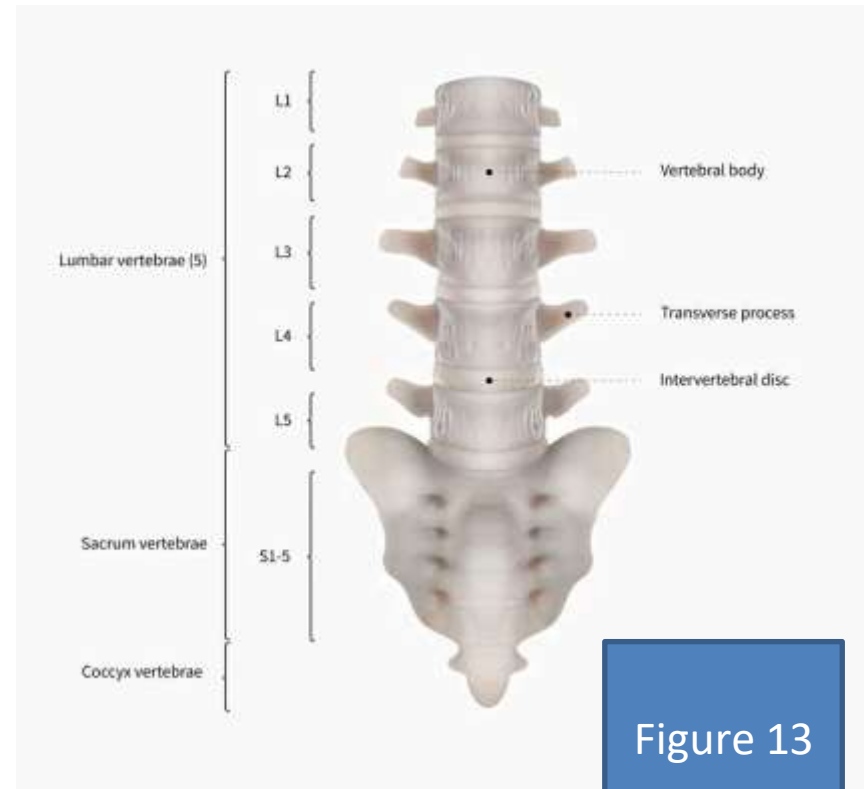 L1
L2
Vertebral body
L3
Lumbar vertebrae (5)
Transverse process
L4
Intervertebral disc
L5
Sacrum vertebrae
S1-5
Coccyx vertebrae
Figure 13